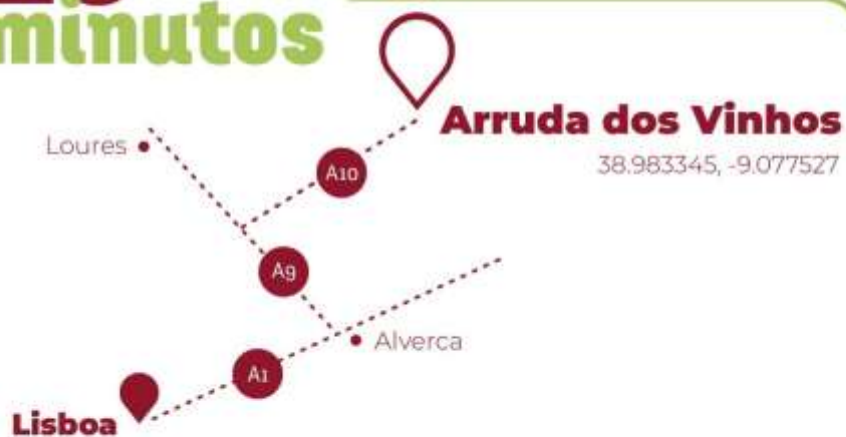 minutos
Arruda dos Vinhos
38.983345, -9.077527
Loures
A10
A9
Alverca
A1
Lisboa